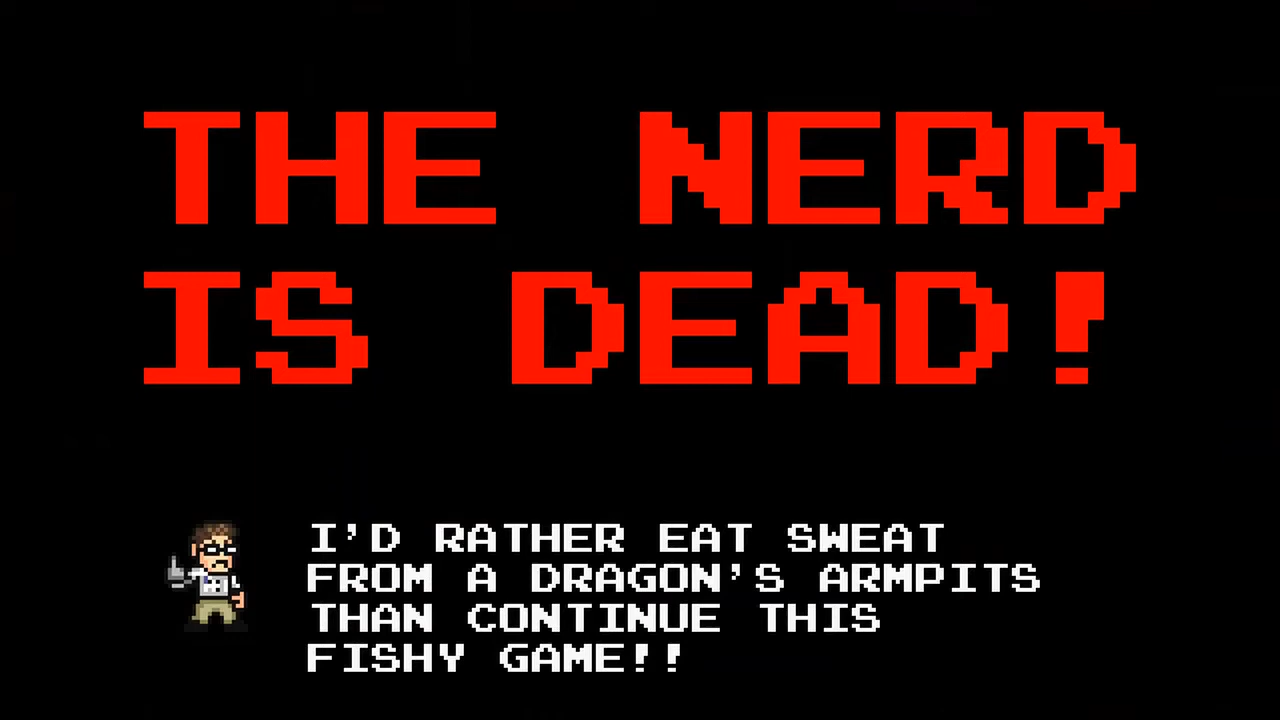 THE NERD
IS DEAD!
I'D RATHER EAT SWEAT
FROM A DRAGON'S ARMPITS
THAN CONTINUE THIS
FISHY GAME!!